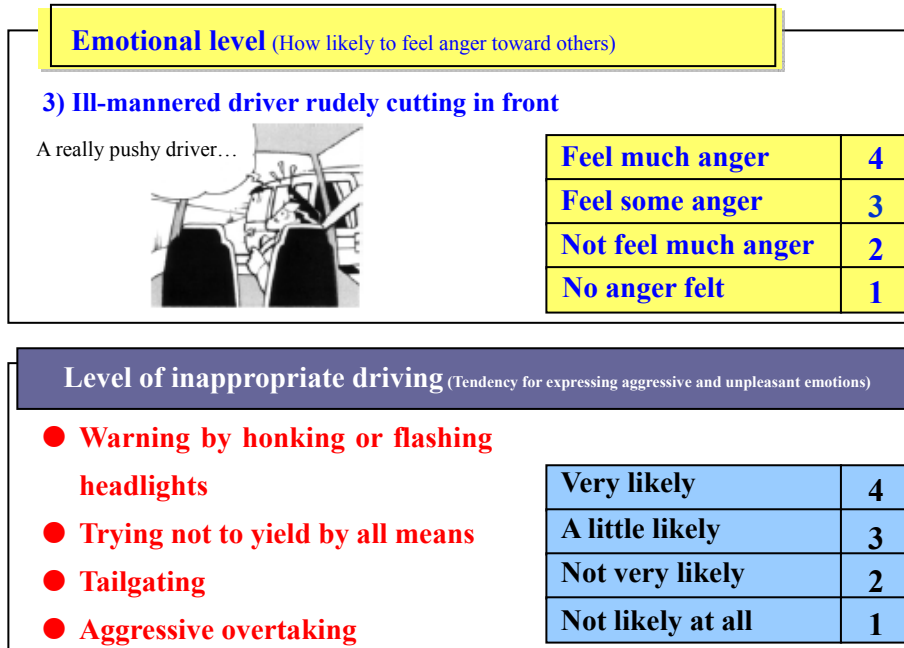 Emotional level (How likely to feel anger toward others)
3) Ill-mannered driver rudely cutting in front
A really pushy driver…
Feel much anger 4
Feel some anger 3
Not feel much anger 2
No anger felt 1
Level of inappropriate driving (Tendency for expressing aggressive and unpleasant emotions)
● Warning by honking or flashing
headlights
● Trying not to yield by all means
● Tailgating
● Aggressive overtaking
Very likely 4
A little likely 3
Not very likely 2
Not likely at all 1